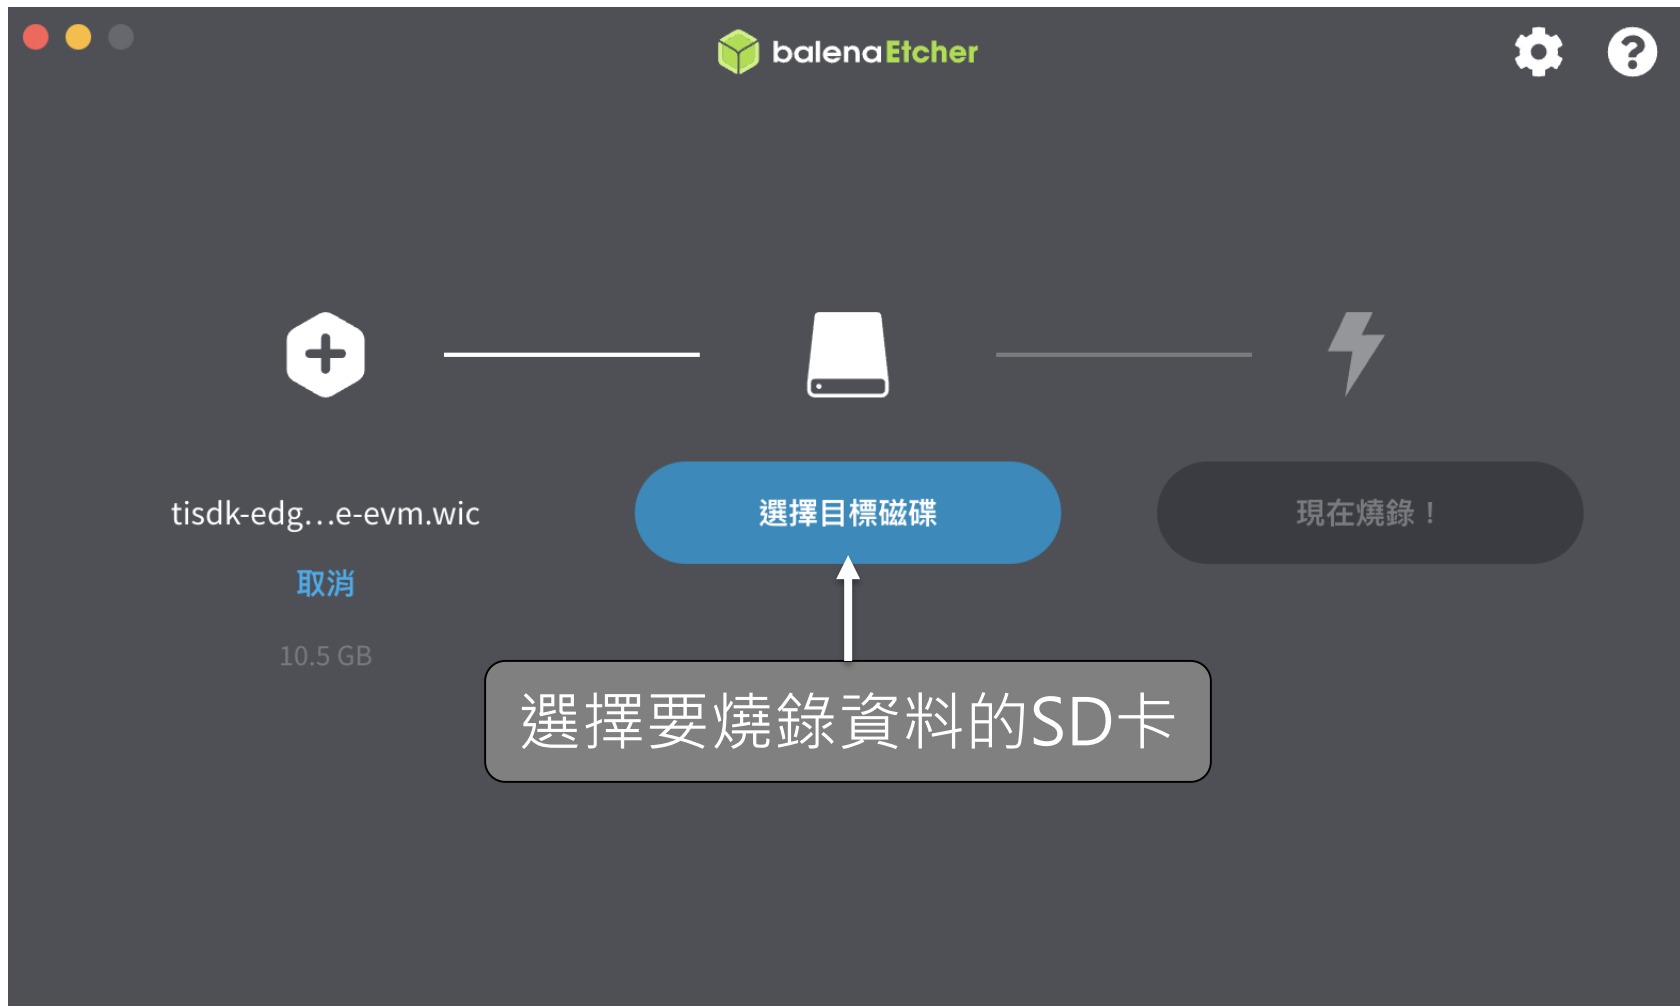 balenaEtcher
tisdk-edg...e-evm.wic
選擇目標磁碟
現在燒錄！
取消
10.5 GB
選擇要燒錄資料的SD卡